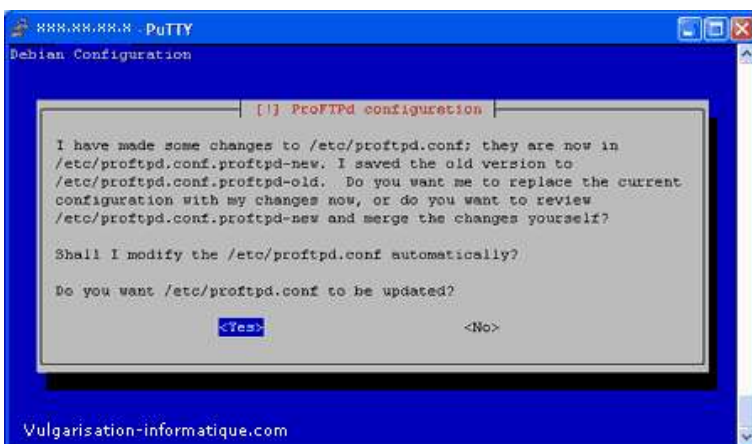 xxx.xx.xx.x - PuTTY
Debian Configuration
[!] ProFTPd configuration
I have made some changes to /etc/proftpd.conf; they are now in
/etc/proftpd.conf.proftpd-new. I saved the old version to
/etc/proftpd.conf.proftpd-old. Do you want me to replace the current
configuration with my changes now, or do you want to review
/etc/proftpd.conf.proftpd-new and merge the changes yourself?
Shall I modify the /etc/proftpd.conf automatically?
Do you want /etc/proftpd.conf to be updated?
<Yes> <No>
Vulgarisation-informatique.com